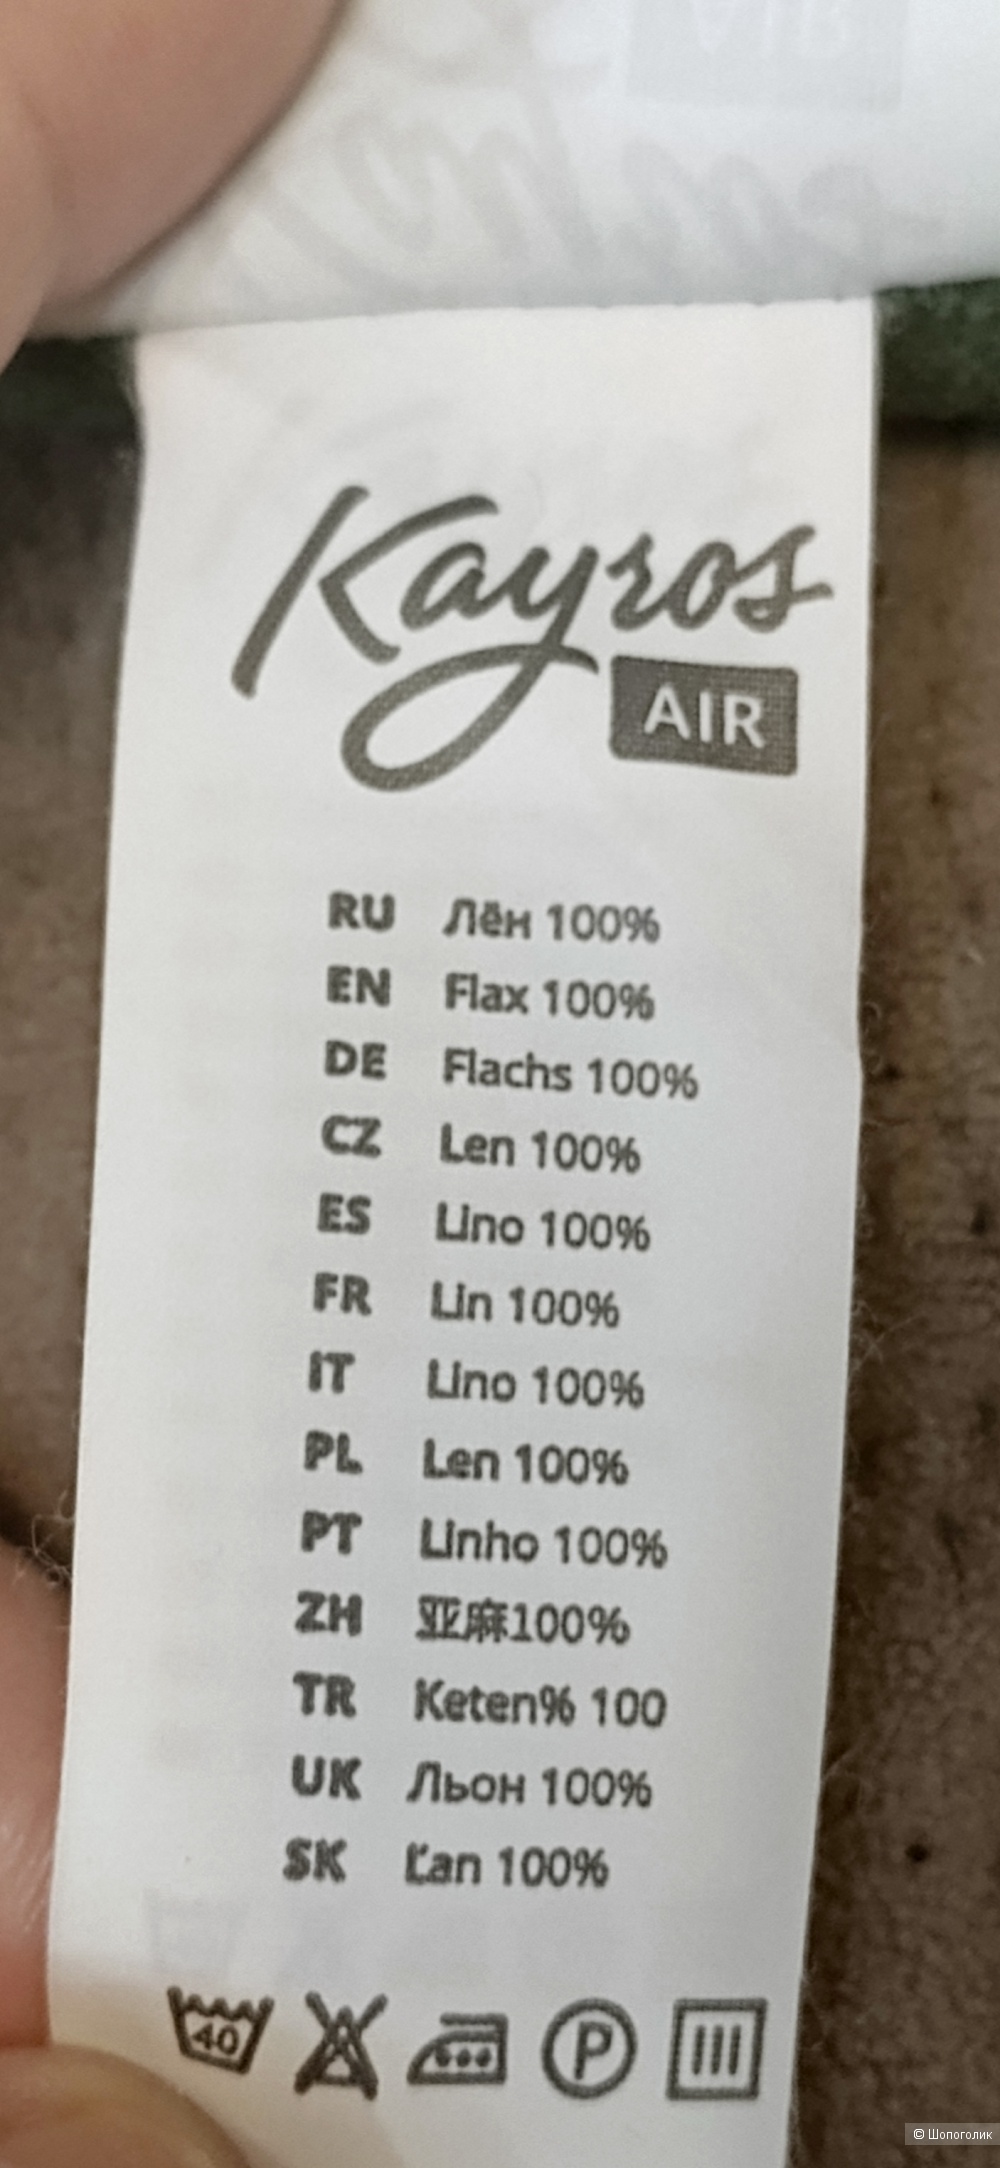 Kayros
AIR
RU Лён 100%
EN Flax 100%
DE Flachs 100%
CZ Len 100%
ES Lino 100%
FR Lin 100%
IT Lino 100%
PL Len 100%
PT Linho 100%
ZH 亚麻100%
TR Keten% 100
UK Льон 100%
SK Ľan 100%
40 P
© Шопоголик